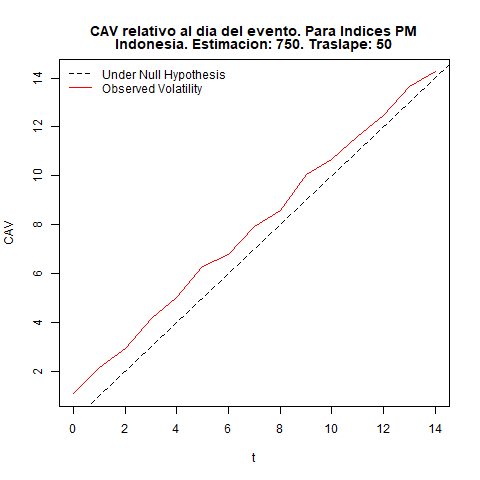 CAV relativo al dia del evento. Para Indices PM
Indonesia. Estimacion: 750. Traslape: 50
Under Null Hypothesis
Observed Volatility
CAV
14
12
10
8
6
4
2
0 2 4 6 8 10 12 14
t